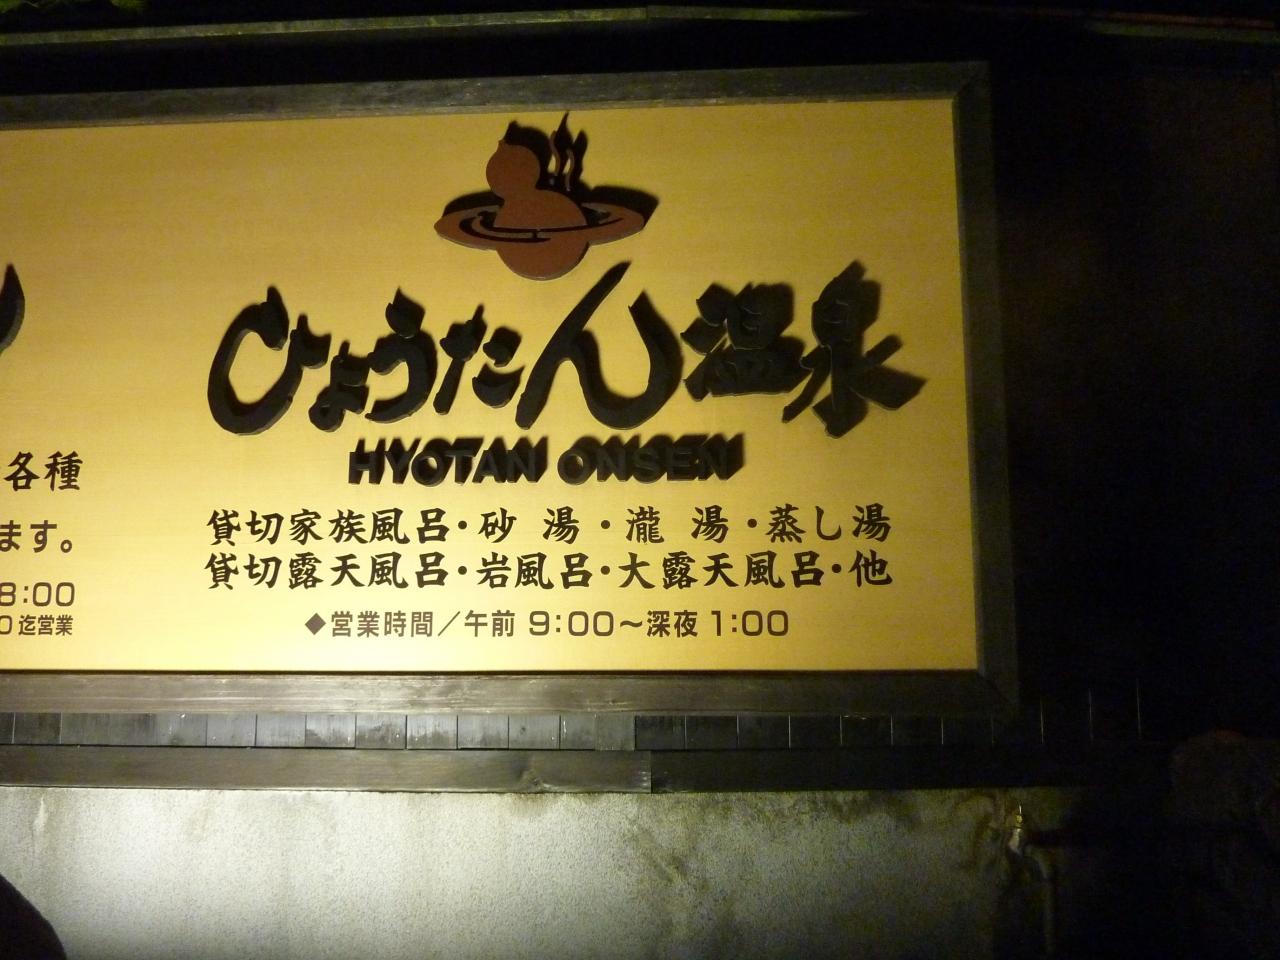 ひょうたん温泉
HYOTAN ONSEN
貸切家族風呂・砂 湯・瀧 湯・蒸し湯
貸切露天風呂・岩風呂・大露天風呂・他
◆営業時間／午前 9:00〜深夜 1:00
各種
ます。
8:00
0 迄営業